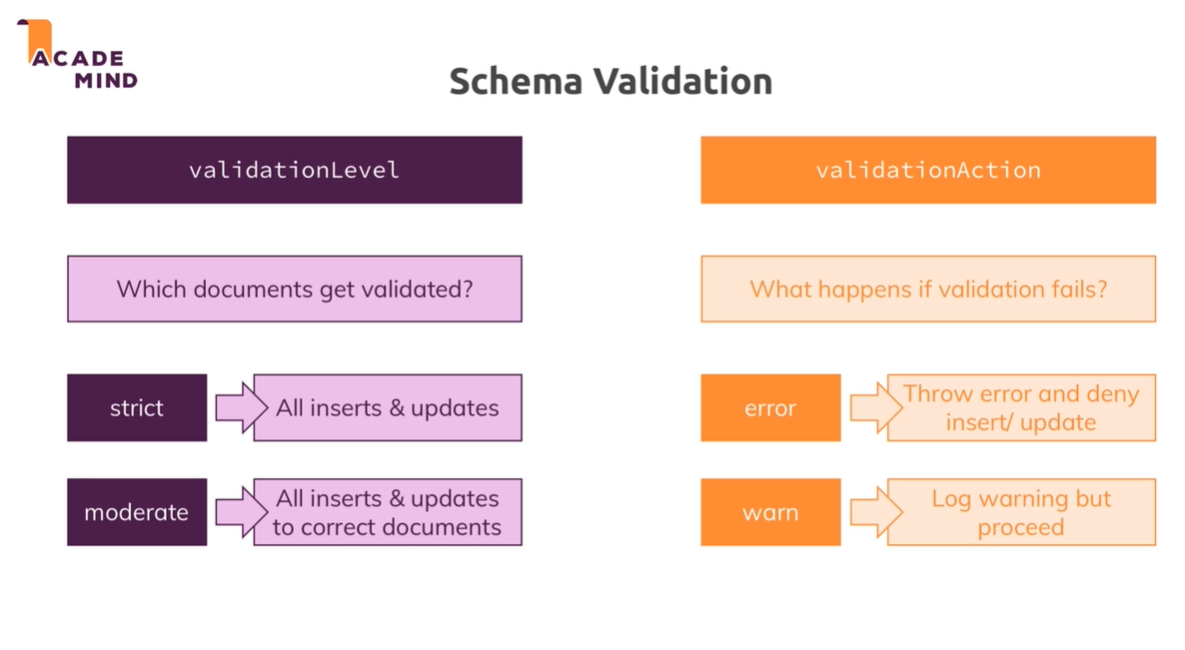 ACADE
MIND
Schema Validation
validationLevel
Which documents get validated?
strict
All inserts & updates
moderate
All inserts & updates
to correct documents
validationAction
What happens if validation fails?
error
Throw error and deny
insert/ update
warn
Log warning but
proceed